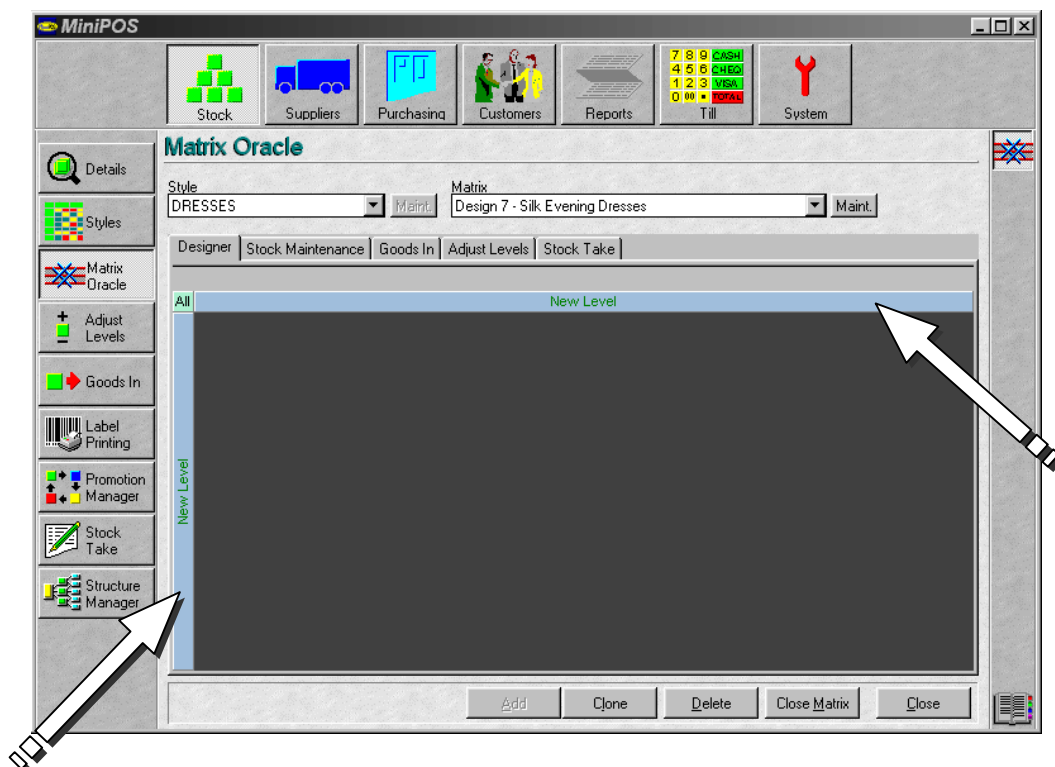 MiniPOS
7 8 9 CASH
4 5 6 CHEQ
1 2 3 VISA
0 00 TOTAL
Stock
Suppliers
Purchasing
Customers
Reports
Till
System
Matrix Oracle
Style
Matrix
DRESSES
Maint.
Design 7 - Silk Evening Dresses
Maint.
Designer
Stock Maintenance
Goods In
Adjust Levels
Stock Take
Details
Styles
Matrix
Oracle
Adjust
Levels
Goods In
Label
Printing
Promotion
Manager
Stock
Take
Structure
Manager
All
New Level
New Level
Add
Clone
Delete
Close Matrix
Close